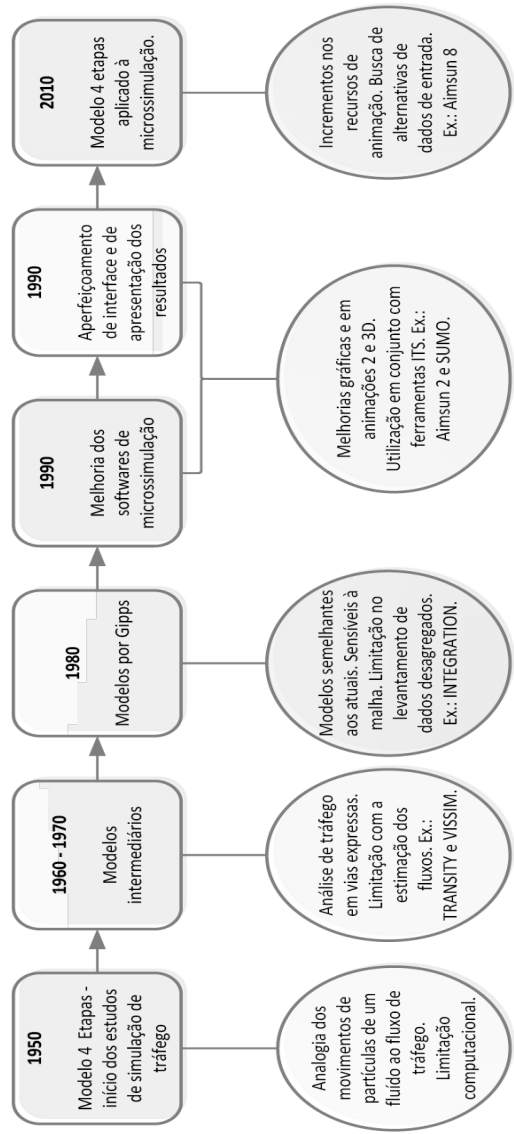 1950
Modelo 4 Etapas -
início dos estudos
de simulação de
tráfego
Analogia dos
movimentos de
partículas de um
fluído ao fluxo de
tráfego.
Limitação
computacional.
1960 - 1970
Modelos
intermediários
Análise de tráfego
em vias expressas.
Limitação com a
estimação dos
fluxos. Ex.:
TRANSITY e VISSIM.
1980
Modelos por Gipps
Modelos semelhantes
aos atuais. Sensíveis à
malha. Limitação no
levantamento de
dados desagregados.
Ex.: INTEGRATION.
1990
Melhoria dos
softwares de
microssimulação
1990
Aperfeiçoamento
de interface e de
apresentação dos
resultados
Melhorias gráficas e em
animações 2 e 3D.
Utilização em conjunto com
ferramentas ITS. Ex.:
Aimsun 2 e SUMO.
2010
Modelo 4 etapas
aplicado à
microssimulação.
Incrementos nos
recursos de
animação. Busca de
alternativas de
dados de entrada.
Ex.: Aimsun 8